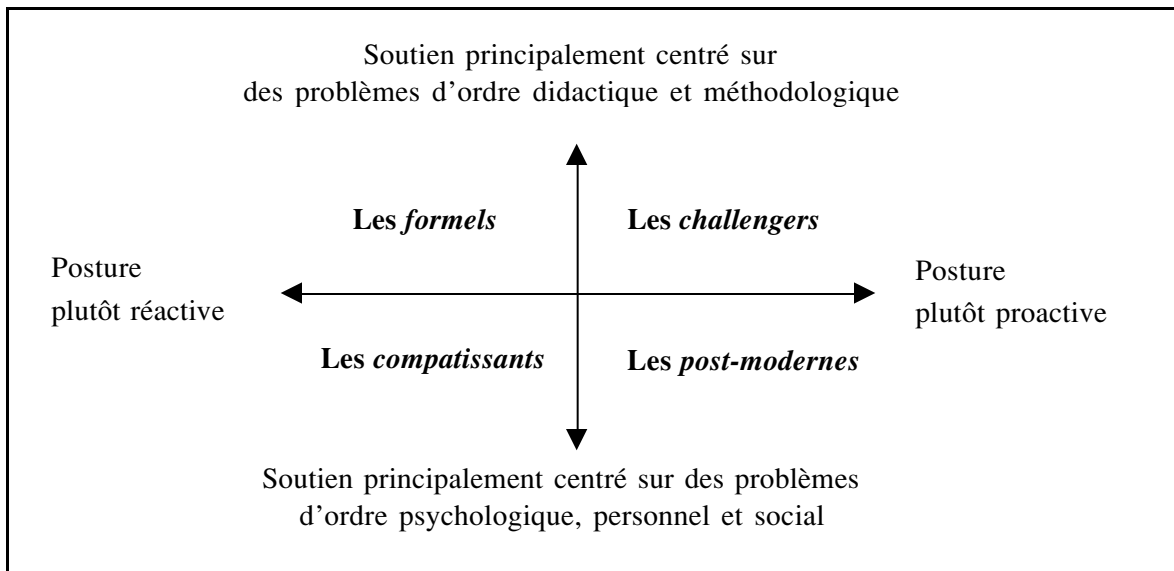 Soutien principalement centré sur
des problèmes d'ordre didactique et méthodologique
Les formels
Les challengers
Posture
plutôt réactive
Posture
plutôt proactive
Les compatissants
Les post-modernes
Soutien principalement centré sur des problèmes
d'ordre psychologique, personnel et social